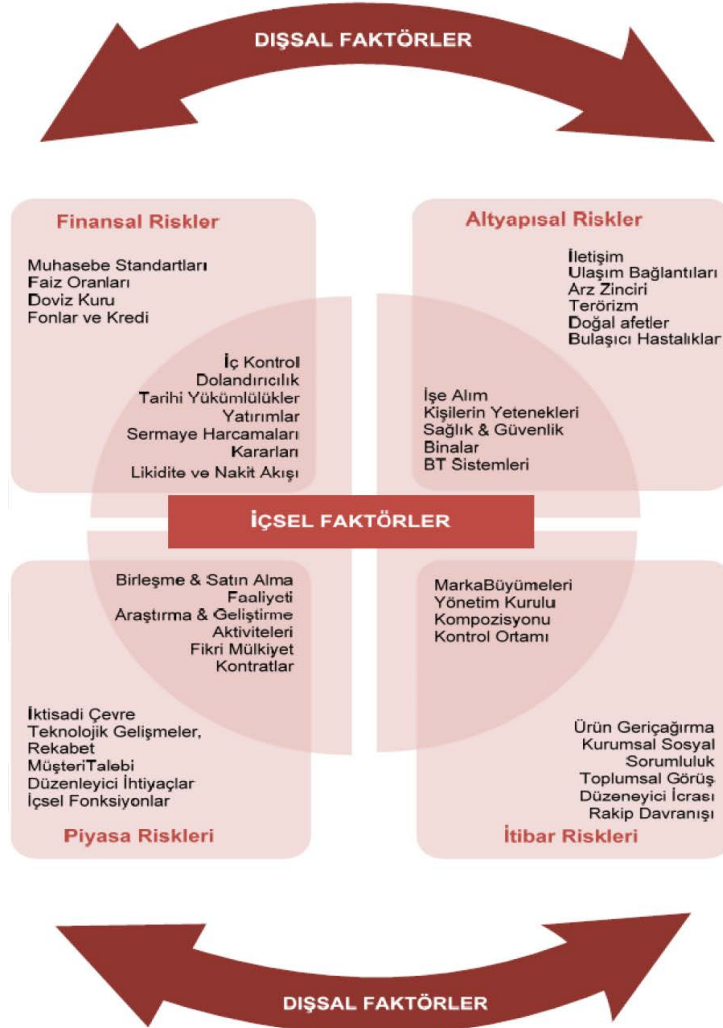 DIŞSAL FAKTÖRLER
Finansal Riskler
Muhasebe Standartları
Faiz Oranları
Doviz Kuru
Fonlar ve Kredi
İç Kontrol
Dolandırıcılık
Tarihi Yükümlülükler
Yatırımlar
Sermaye Harcamaları
Kararları
Likidite ve Nakit Akışı
Altyapısal Riskler
İletişim
Ulaşım Bağlantıları
Arz Zinciri
Terörizm
Doğal afetler
Bulaşıcı Hastalıklar
İşe Alım
Kişilerin Yetenekleri
Sağlık & Güvenlik
Binalar
BT Sistemleri
İÇSEL FAKTÖRLER
Birleşme & Satın Alma
Faaliyeti
Araştırma & Geliştirme
Aktiviteleri
Fikri Mülkiyet
Kontratlar
İktisadi Çevre
Teknolojik Gelişmeler,
Rekabet
MüşteriTalebi
Düzenleyici İhtiyaçlar
İçsel Fonksiyonlar
Piyasa Riskleri
MarkaBüyümeleri
Yönetim Kurulu
Kompozisyonu
Kontrol Ortamı
Ürün Geriçağırma
Kurumsal Sosyal
Sorumluluk
Toplumsal Görüş
Düzeneyici İcrası
Rakip Davranışı
İtibar Riskleri
DIŞSAL FAKTÖRLER